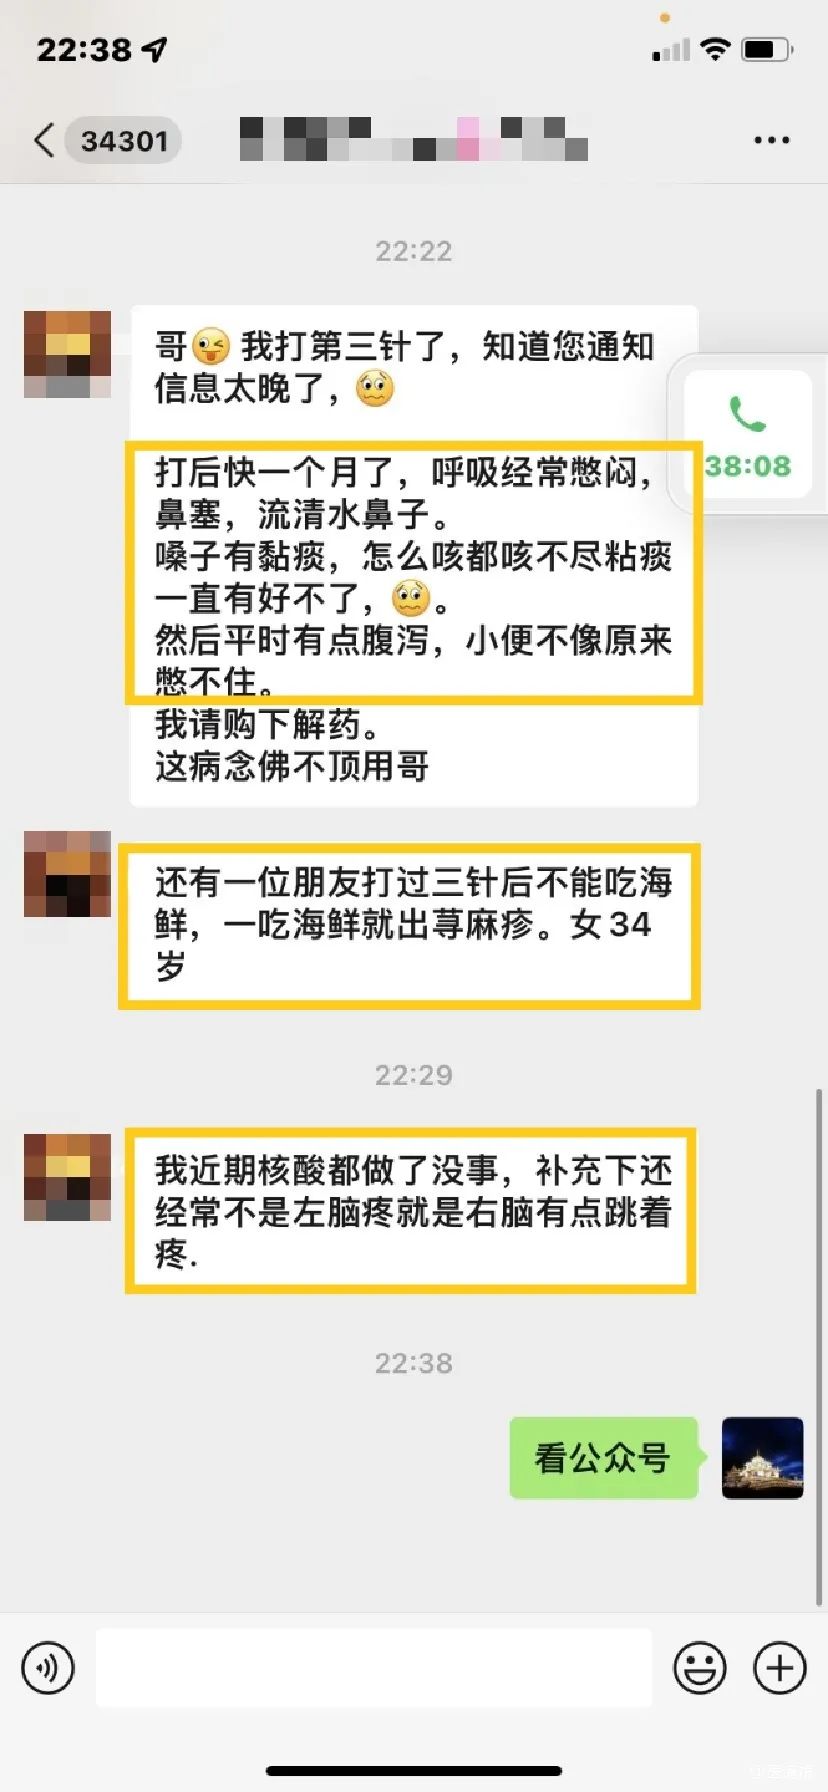 22:38
34301
22:22
哥😜我打第三针了，知道您通知
信息太晚了，🥴
38:08
打后快一个月了，呼吸经常憋闷，
鼻塞，流清水鼻子。
嗓子有黏痰，怎么咳都咳不尽粘痰
一直有好不了，🥴。
然后平时有点腹泻，小便不像原来
憋不住。
我请购下解药。
这病念佛不顶用哥
还有一位朋友打过三针后不能吃海
鲜，一吃海鲜就出荨麻疹。女34
岁
22:29
我近期核酸都做了没事，补充下还
经常不是左脑疼就是右脑有点跳着
疼.
22:38
看公众号